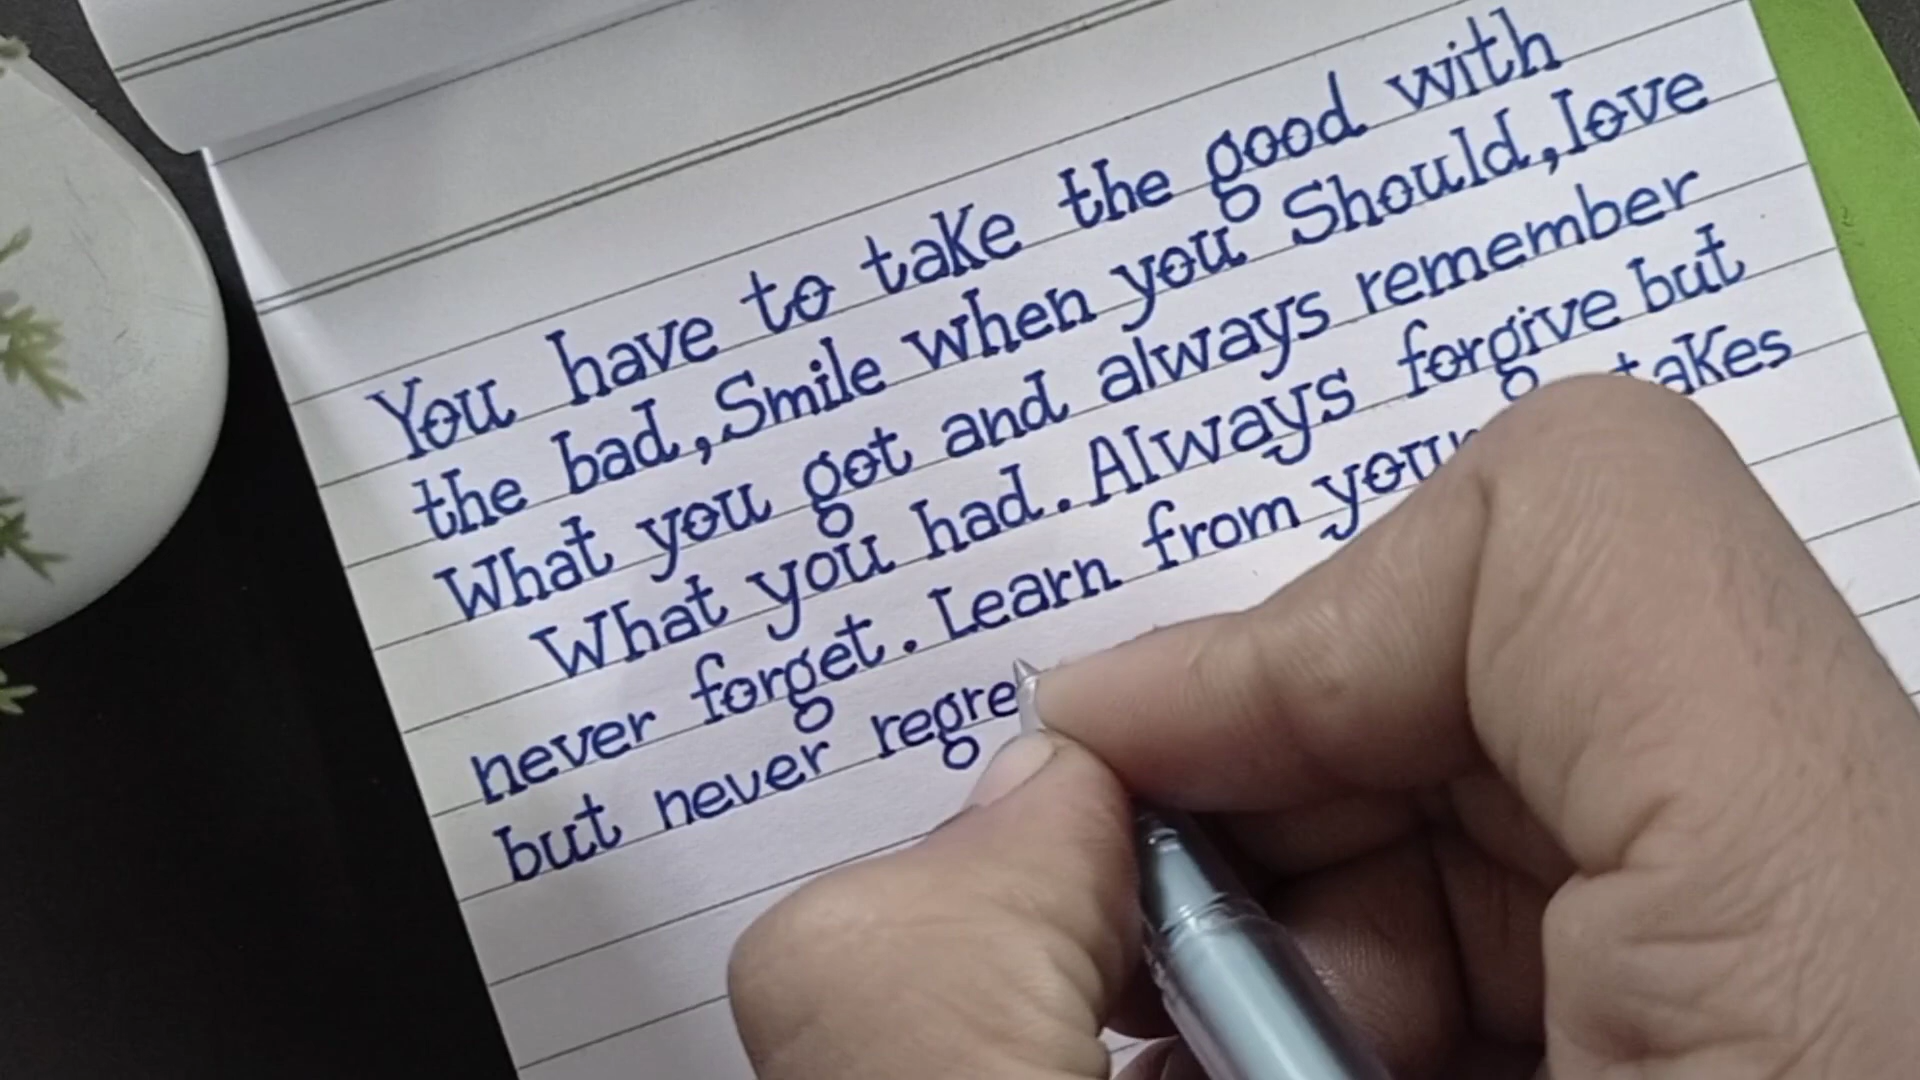 You have to take the good with
the bad, Smile when you Should, love
What you got and always remember
What you had. Always forgive but
never forget. Learn from your takes
but never regre